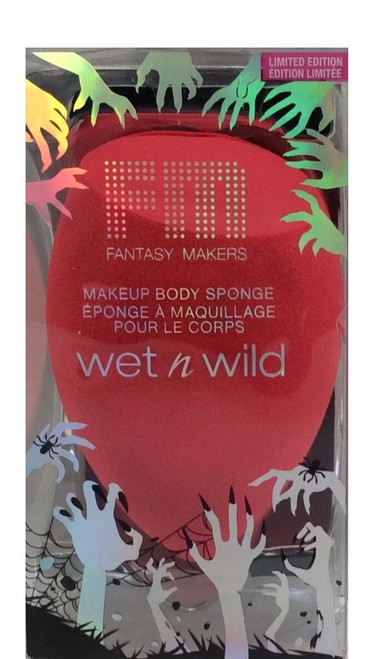 LIMITED EDITION
ÉDITION LIMITÉE
FM
FANTASY MAKERS
MAKEUP BODY SPONGE
ÉPONGE À MAQUILLAGE
POUR LE CORPS
wet n wild